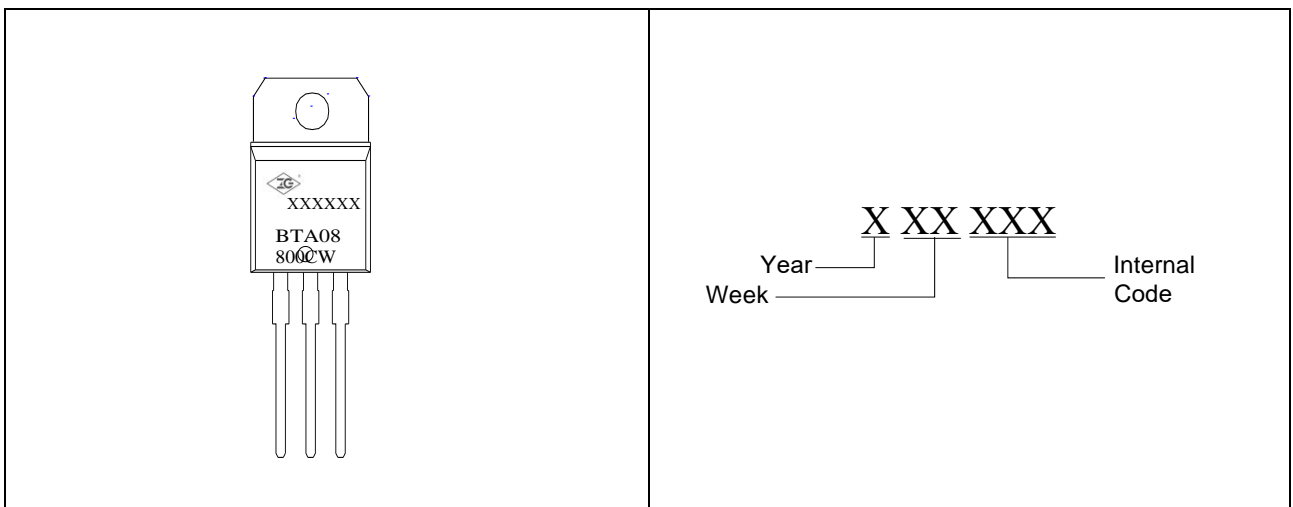 XXXXXX
BTA08
800CW
X XX XXX
Year
Week
Internal
Code